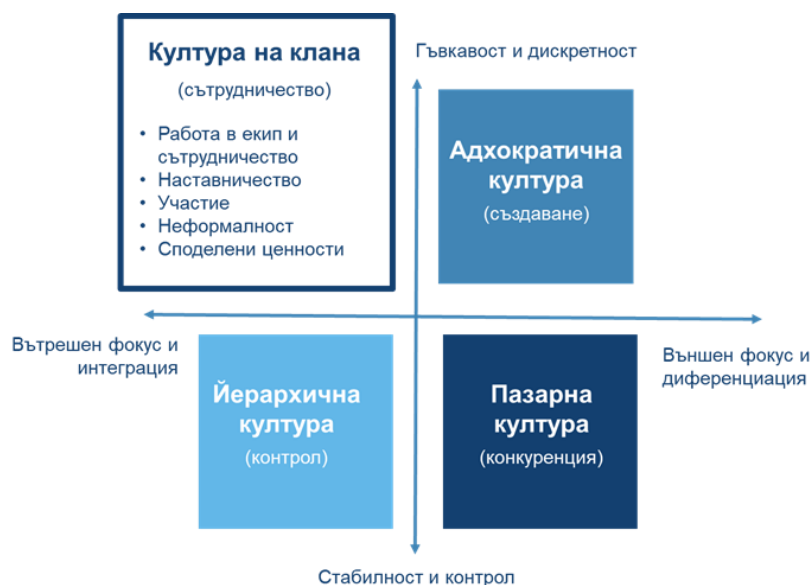 Култура на клана
(сътрудничество)
• Работа в екип и
сътрудничество
• Наставничество
• Участие
• Неформалност
• Споделени ценности
Гъвкавост и дискретност
Адхократична
култура
(създаване)
Вътрешен фокус и
интеграция
Външен фокус и
диференциация
Йерархична
култура
(контрол)
Пазарна
култура
(конкуренция)
Стабилност и контрол